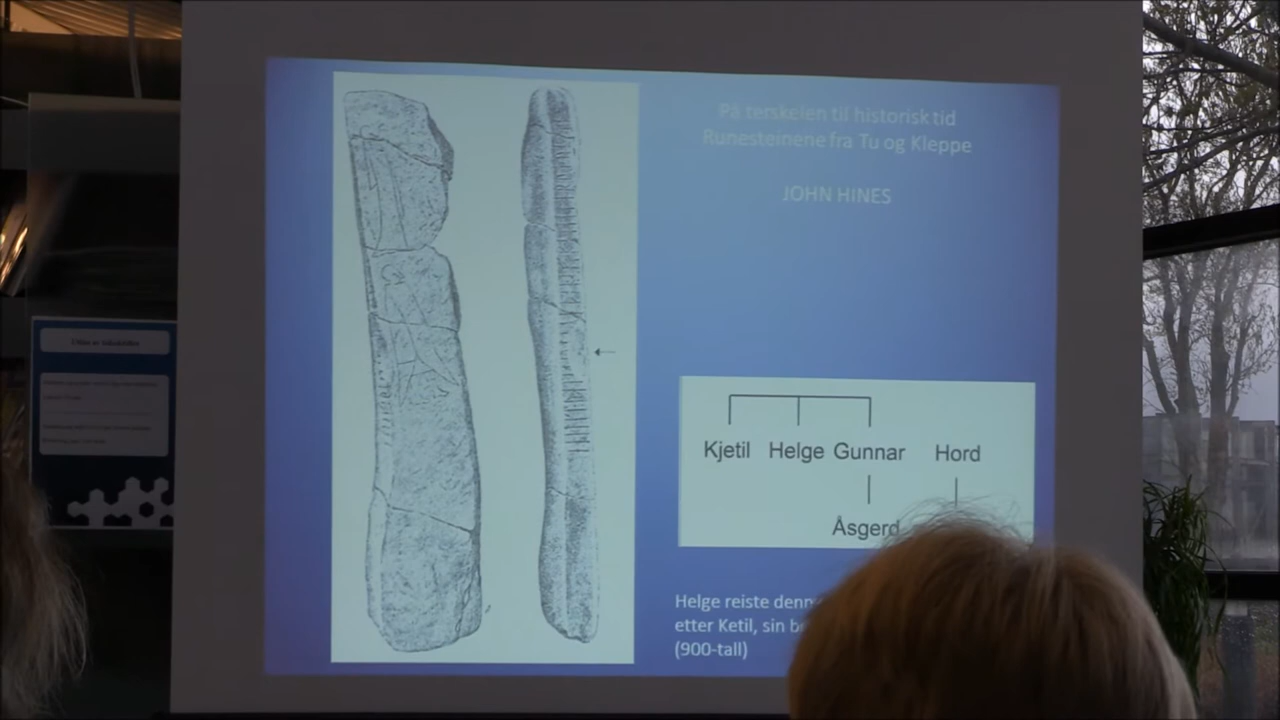 På terskelen til historisk tid
Runesteinene fra Tu og Kleppe
JOHN HINES
Kjetil Helge Gunnar Hord
Åsgerd
Helge reiste
etter Ketil, sin
(900-tall)